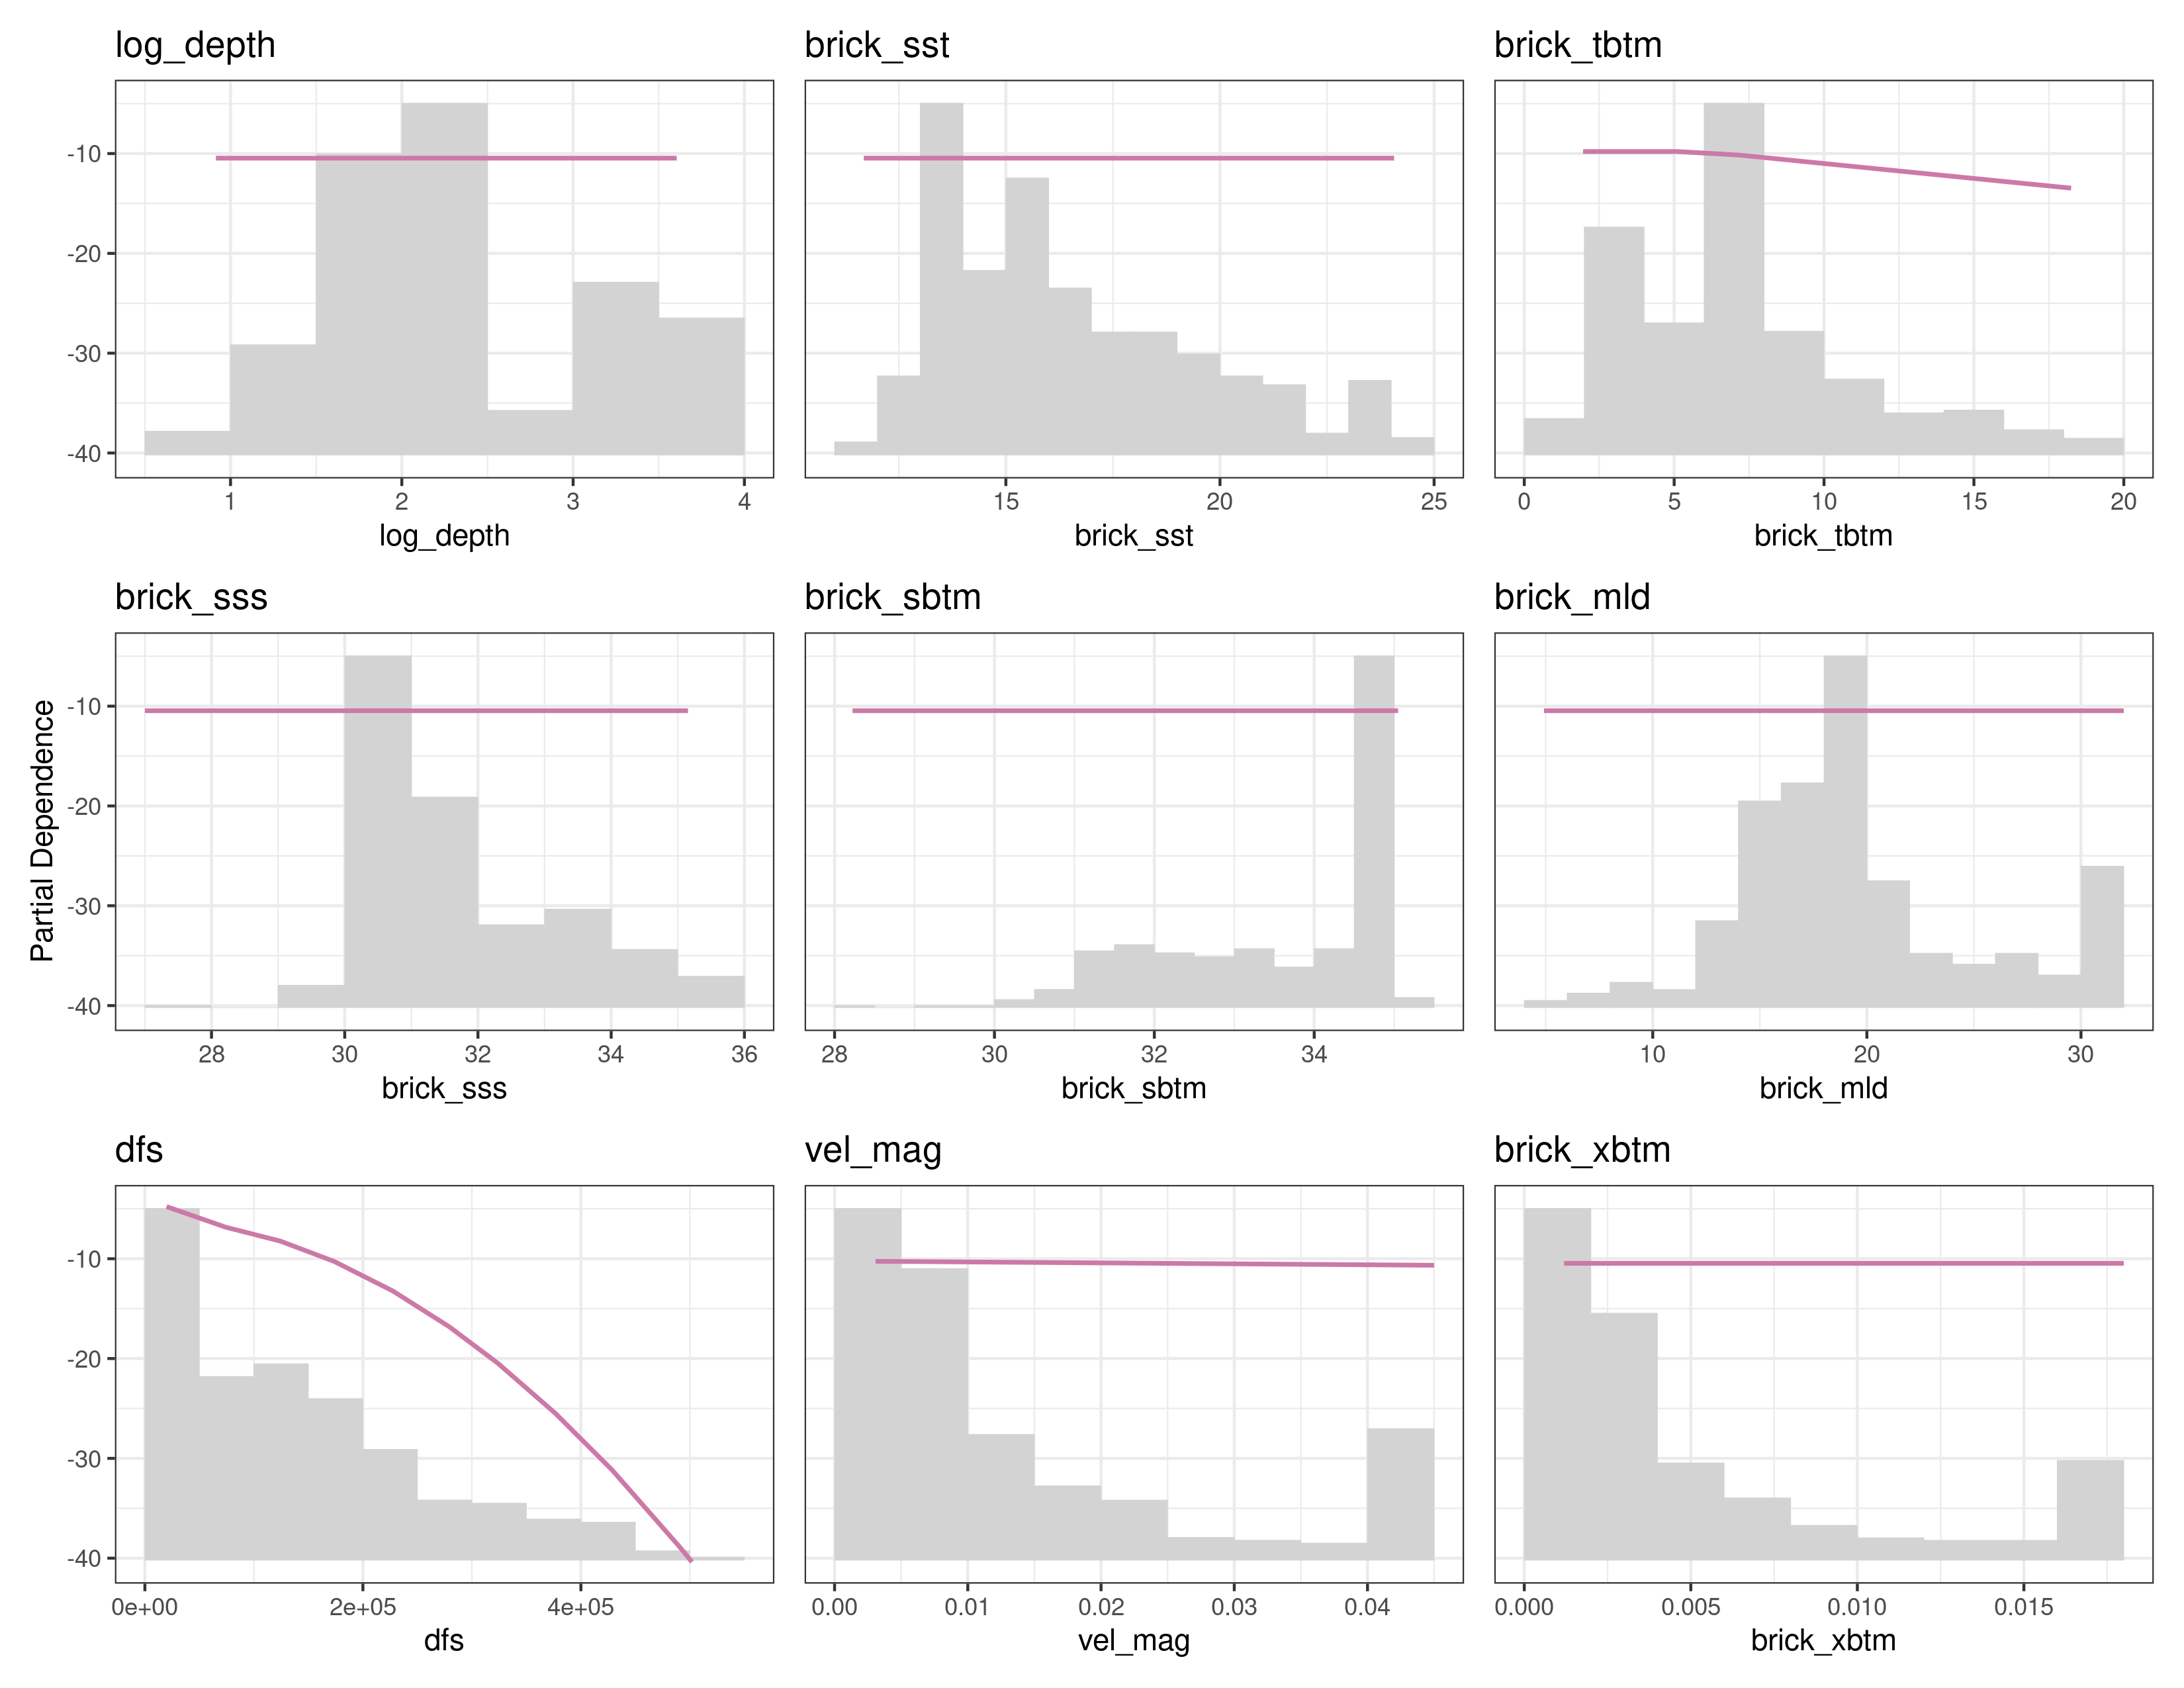 log_depth
brick_sst
brick_tbtm
-10
-20
-30
-40
1 2 3 4
15 20 25
0 5 10 15 20
log_depth
brick_sst
brick_tbtm
brick_sss
brick_sbtm
brick_mld
Partial Dependence
-10
-20
-30
-40
28 30 32 34 36
28 30 32 34
10 20 30
brick_sss
brick_sbtm
brick_mld
dfs
vel_mag
brick_xbtm
-10
-20
-30
-40
0e+00 2e+05 4e+05
0.00 0.01 0.02 0.03 0.04
0.000 0.005 0.010 0.015
dfs
vel_mag
brick_xbtm